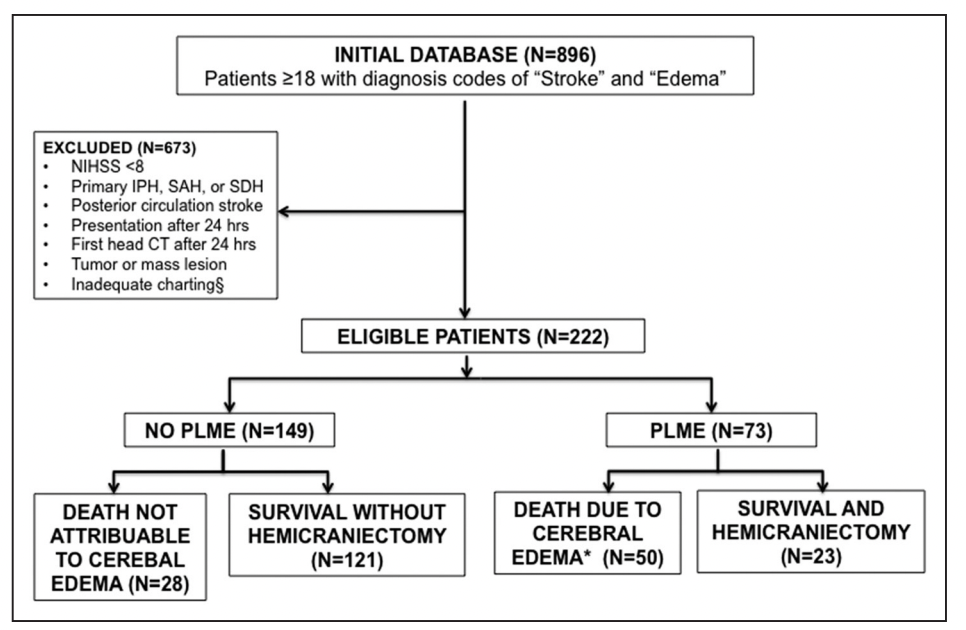 INITIAL DATABASE (N=896)
Patients ≥18 with diagnosis codes of “Stroke” and “Edema”
EXCLUDED (N=673)
• NIHSS <8
• Primary IPH, SAH, or SDH
• Posterior circulation stroke
• Presentation after 24 hrs
• First head CT after 24 hrs
• Tumor or mass lesion
• Inadequate charting§
ELIGIBLE PATIENTS (N=222)
NO PLME (N=149)
PLME (N=73)
DEATH NOT
ATTRIBUABLE
TO CEREBAL
EDEMA (N=28)
SURVIVAL WITHOUT
HEMICRANIECTOMY
(N=121)
DEATH DUE TO
CEREBRAL
EDEMA* (N=50)
SURVIVAL AND
HEMICRANIECTOMY
(N=23)